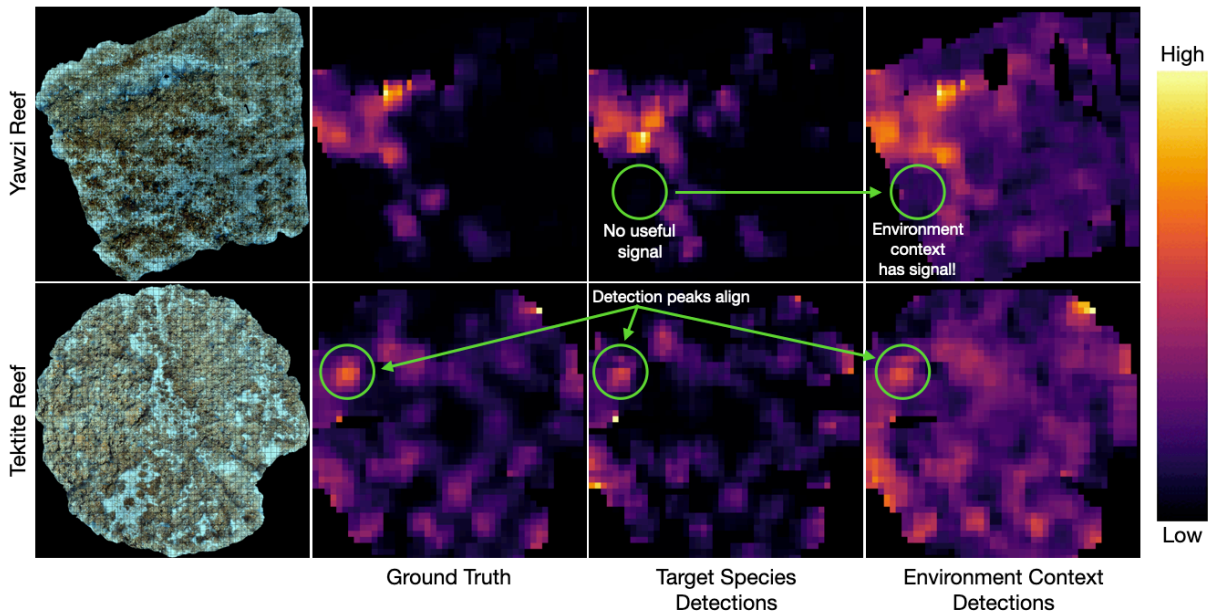 Yawzi Reef
No useful
signal
Environment
context
has signal!
High
Tektite Reef
Detection peaks align
Low
Ground Truth
Target Species
Detections
Environment Context
Detections